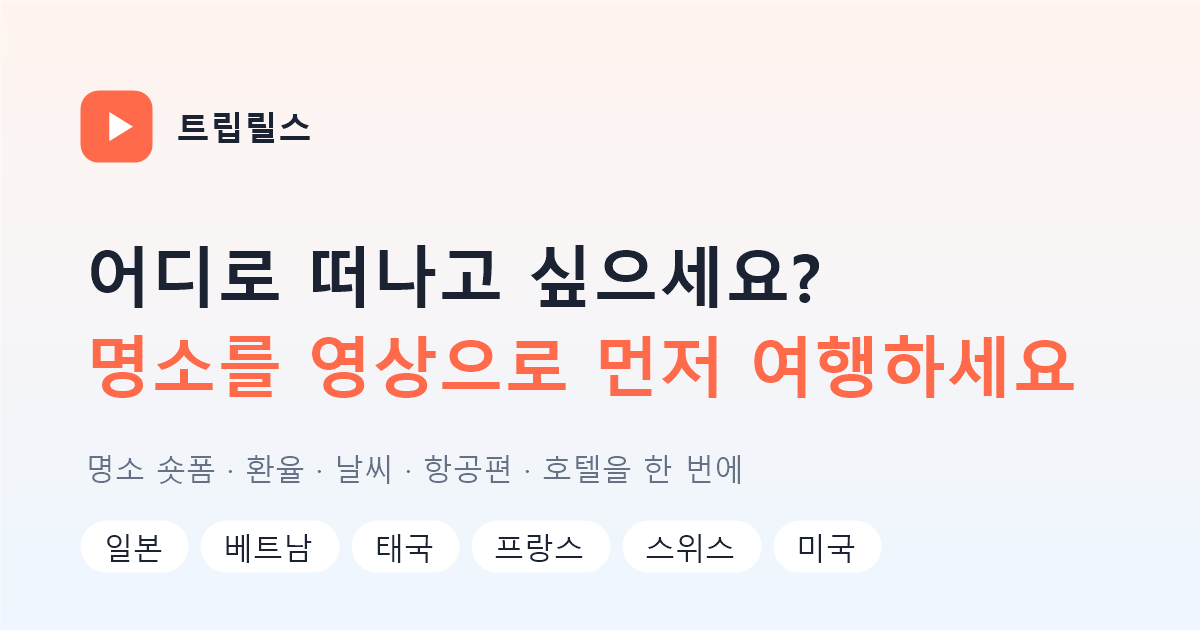 트립릴스
어디로 떠나고 싶으세요?
명소를 영상으로 먼저 여행하세요
명소 숏폼 · 환율 · 날씨 · 항공편 · 호텔을 한 번에
일본 베트남 태국 프랑스 스위스 미국